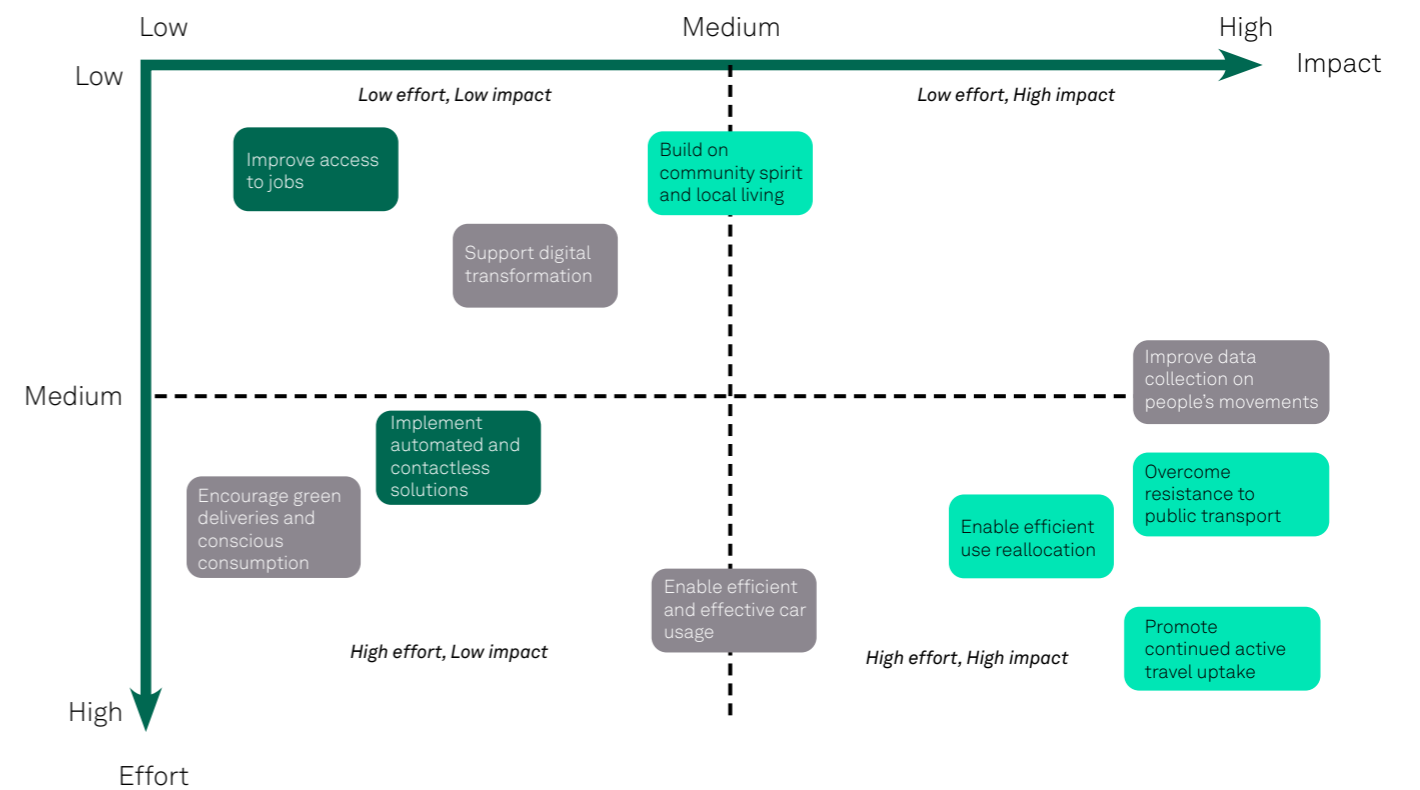 Low
Medium
High
Impact
Low
Low effort, Low impact
Low effort, High impact
Improve access
to jobs
Build on
community spirit
and local living
Support digital
transformation
Improve data
collection on
people’s movements
Medium
Implement
automated and
contactless
solutions
Encourage green
deliveries and
conscious
consumption
Overcome
resistance to
public transport
Enable efficient
use reallocation
Enable efficient
and effective car
usage
Promote
continued active
travel uptake
High effort, Low impact
High effort, High impact
High
Effort